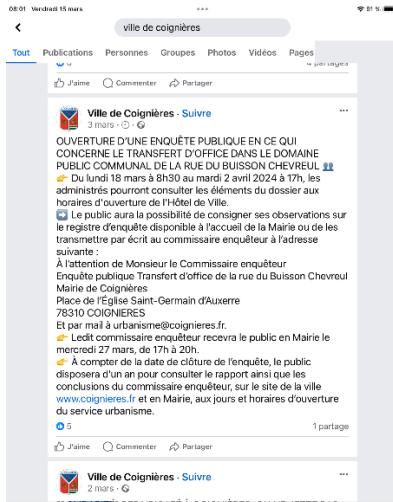 08:01 Vendredi 15 mars
91 %
ville de coignières
Tout Publications Personnes Groupes Photos Vidéos Pages
4 partages
J'aime Commenter Partager
Ville de Coignières · Suivre
3 mars ·
OUVERTURE D'UNE ENQUÊTE PUBLIQUE EN CE QUI
CONCERNE LE TRANSFERT D'OFFICE DANS LE DOMAINE
PUBLIC COMMUNAL DE LA RUE DU BUISSON CHEVREUL 👥
👉 Du lundi 18 mars à 8h30 au mardi 2 avril 2024 à 17h, les
administrés pourront consulter les éléments du dossier aux
horaires d'ouverture de l'Hôtel de Ville.
➡️ Le public aura la possibilité de consigner ses observations sur
le registre d'enquête disponible à l'accueil de la Mairie ou de les
transmettre par écrit au commissaire enquêteur à l'adresse
suivante :
À l'attention de Monsieur le Commissaire enquêteur
Enquête publique Transfert d'office de la rue du Buisson Chevreul
Mairie de Coignières
Place de l'Église Saint-Germain d'Auxerre
78310 COIGNIERES
Et par mail à urbanisme@coignieres.fr.
👉 Ledit commissaire enquêteur recevra le public en Mairie le
mercredi 27 mars, de 17h à 20h.
👉 À compter de la date de clôture de l'enquête, le public
disposera d'un an pour consulter le rapport ainsi que les
conclusions du commissaire enquêteur, sur le site de la ville
www.coignieres.fr et en Mairie, aux jours et horaires d'ouverture
du service urbanisme.
5 1 partage
J'aime Commenter Partager
Ville de Coignières · Suivre
2 mars ·